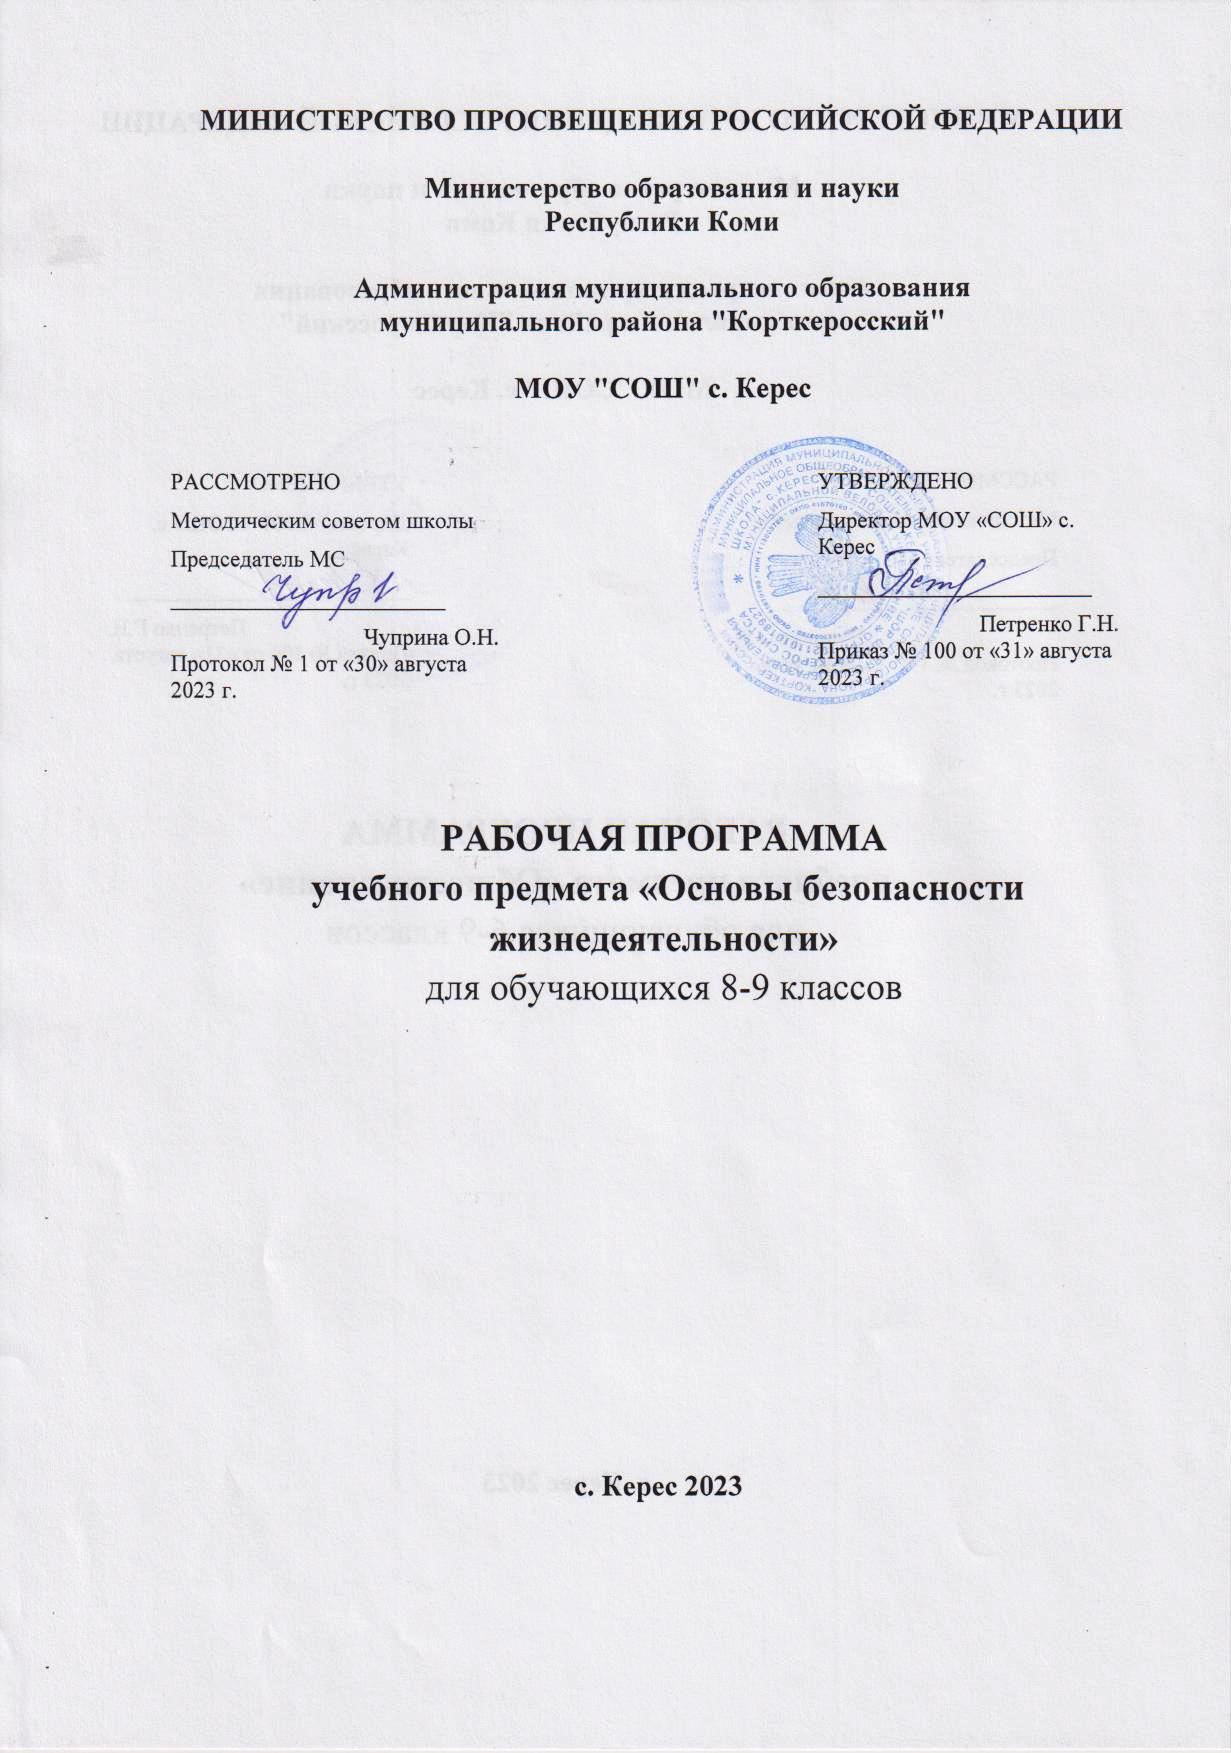 МИНИСТЕРСТВО ПРОСВЕЩЕНИЯ РОССИЙСКОЙ ФЕДЕРАЦИИ
Министерство образования и науки
Республики Коми
Администрация муниципального образования
муниципального района "Корткеросский"
МОУ "СОШ" с. Керес
РАССМОТРЕНО
Методическим советом школы
Председатель МС
Чупр
Чуприна О.Н.
Протокол № 1 от «30» августа
2023 г.
УТВЕРЖДЕНО
Директор МОУ «СОШ» с.
Керес
Петр
Петренко Г.Н.
Приказ № 100 от «31» августа
2023 г.
РАБОЧАЯ ПРОГРАММА
учебного предмета «Основы безопасности
жизнедеятельности»
для обучающихся 8-9 классов
с. Керес 2023